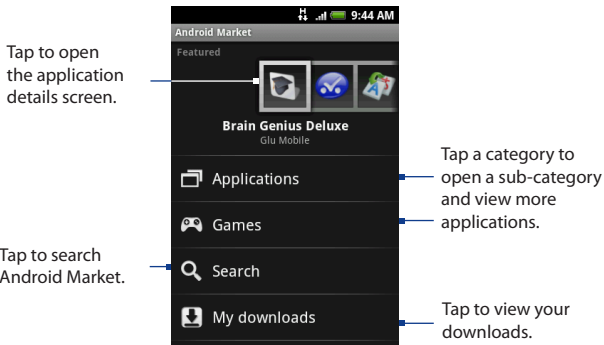 H
9:44 AM
Android Market
Featured
Tap to open
the application
details screen.
Brain Genius Deluxe
Glu Mobile
Applications
Games
Tap a category to
open a sub-category
and view more
applications.
Tap to search
Android Market.
Search
My downloads
Tap to view your
downloads.